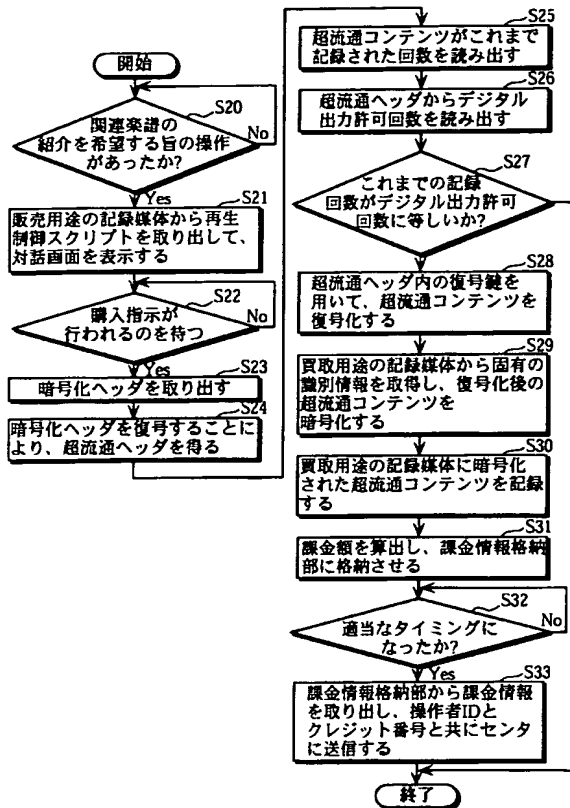 開始
S20
関連楽譜の
紹介を希望する旨の操作
があったか?
No
Yes
S21
販売用途の記録媒体から再生
制御スクリプトを取り出して、
対話画面を表示する
S22
購入指示が
行われるのを待つ
No
Yes
S23
暗号化ヘッダを取り出す
S24
暗号化ヘッダを復号することに
より、超流通ヘッダを得る
S25
超流通コンテンツがこれまで
記録された回数を読み出す
S26
超流通ヘッダからデジタル
出力許可回数を読み出す
S27
これまでの記録
回数がデジタル出力許可
回数に等しいか?
S28
超流通ヘッダ内の復号鍵を
用いて、超流通コンテンツを
復号化する
S29
買取用途の記録媒体から固有の
識別情報を取得し、復号化後の
超流通コンテンツを
暗号化する
S30
買取用途の記録媒体に暗号化
された超流通コンテンツを記録
する
S31
課金額を算出し、課金情報格納
部に格納させる
S32
適当なタイミングに
なったか?
No
Yes
S33
課金情報格納部から課金情報
を取り出し、操作者IDと
クレジット番号と共にセンタ
に送信する
終了